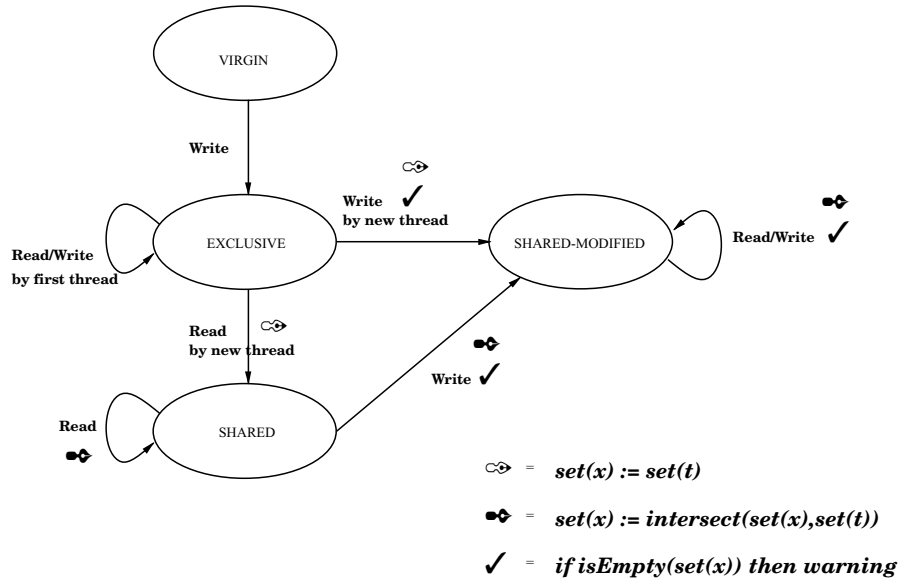 VIRGIN
Write
Write ✓
by new thread
EXCLUSIVE
SHARED-MODIFIED
Read/Write ✓
Read/Write
by first thread
Read
by new thread
Write ✓
Read
SHARED
= set(x) := set(t)
= set(x) := intersect(set(x),set(t))
✓ = if isEmpty(set(x)) then warning